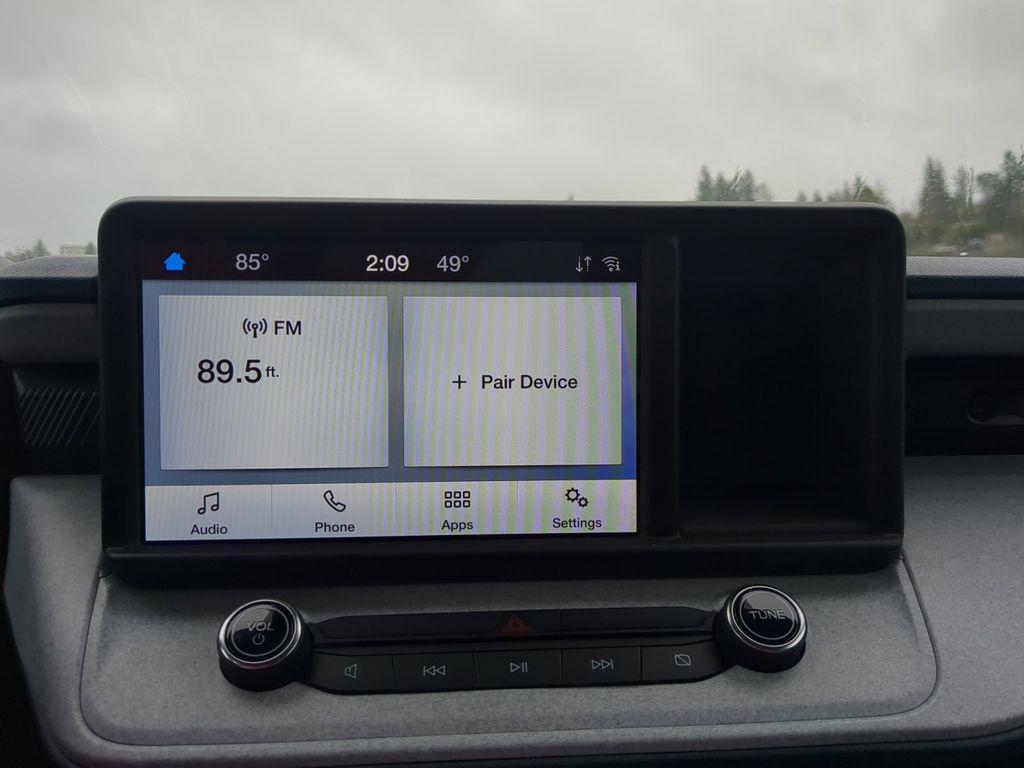 85° 2:09 49°
FM
89.5 ft.
+ Pair Device
Audio Phone Apps Settings
VOL TUNE